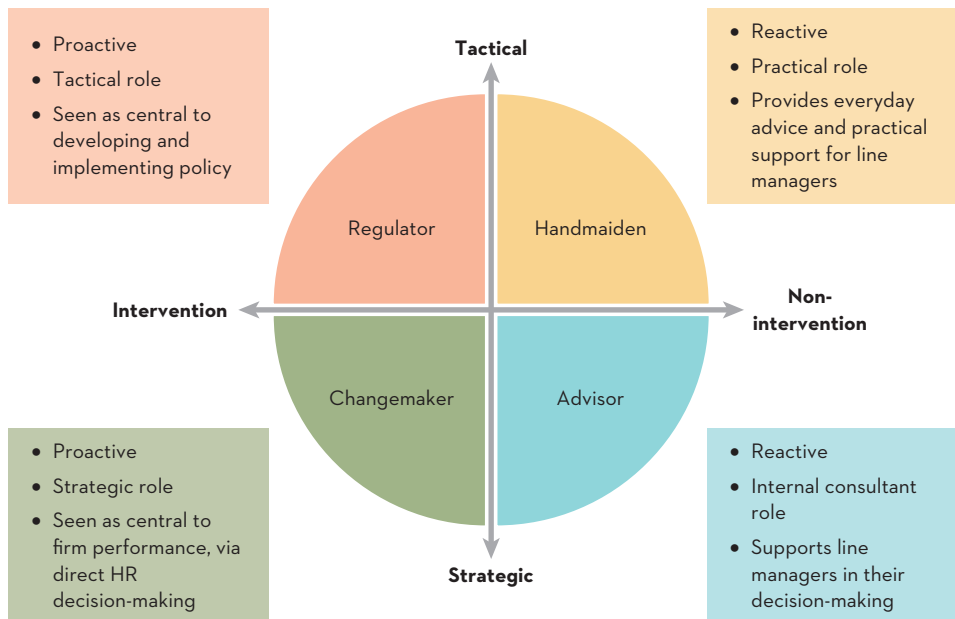 • Proactive
• Tactical role
• Seen as central to
developing and
implementing policy
Tactical
• Reactive
• Practical role
• Provides everyday
advice and practical
support for line
managers
Regulator
Handmaiden
Intervention
Non-
intervention
Changemaker
Advisor
• Proactive
• Strategic role
• Seen as central to
firm performance, via
direct HR
decision-making
Strategic
• Reactive
• Internal consultant
role
• Supports line
managers in their
decision-making